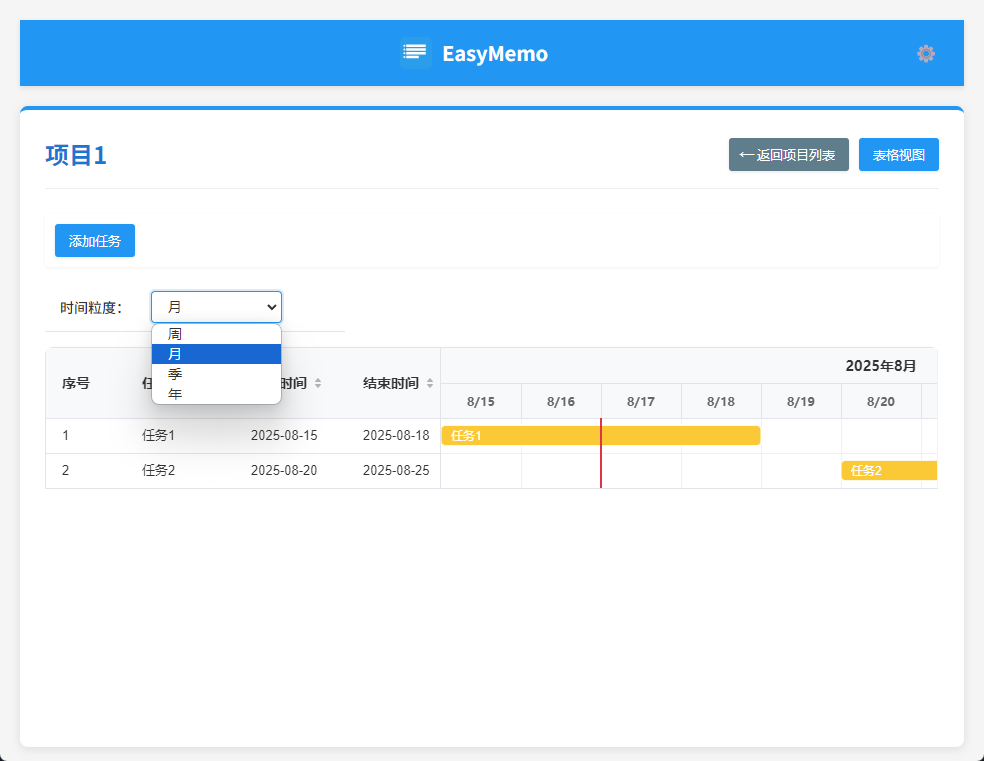 EasyMemo
项目1
←返回项目列表 表格视图
添加任务
时间粒度： 月
周
月
季
年
2025年8月
序号 任 时间 结束时间
8/15 8/16 8/17 8/18 8/19 8/20
1 任务1 2025-08-15 2025-08-18 任务1
2 任务2 2025-08-20 2025-08-25 任务2